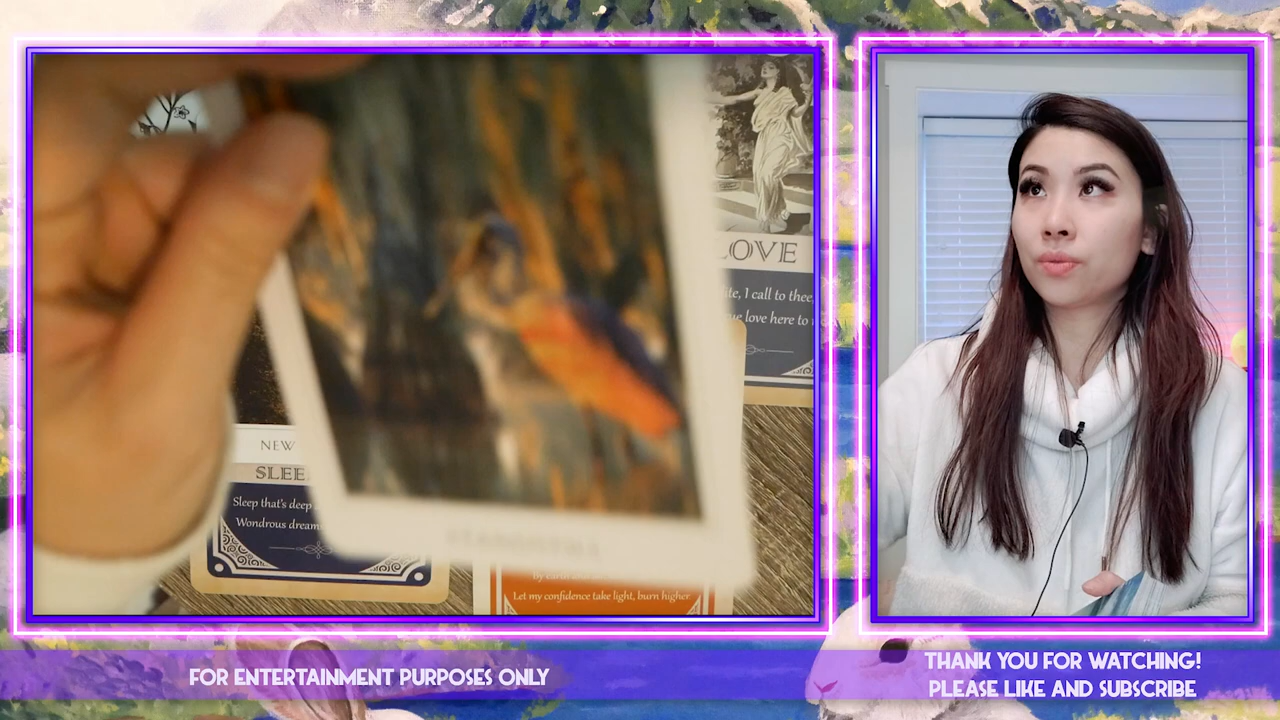 LOVE
ite, I call to thee,
ue love here to
NEW
SLEE
Sleep that's deep
Wondrous dream
Let my confidence take light, burn higher
FOR ENTERTAINMENT PURPOSES ONLY
THANK YOU FOR WATCHING!
PLEASE LIKE AND SUBSCRIBE